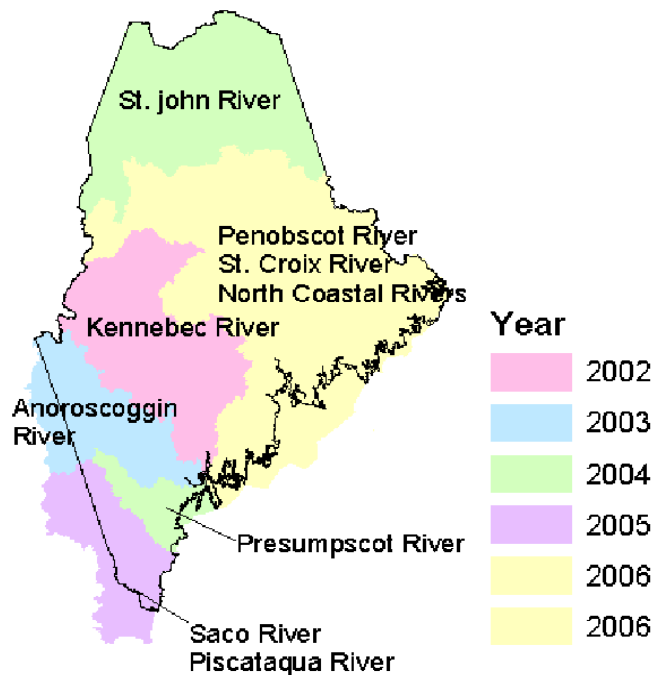 St. john River
Penobscot River
St. Croix River
North Coastal Rivers
Kennebec River
Anoroscoggin
River
Presumpscot River
Saco River
Piscataqua River
Year
2002
2003
2004
2005
2006
2006